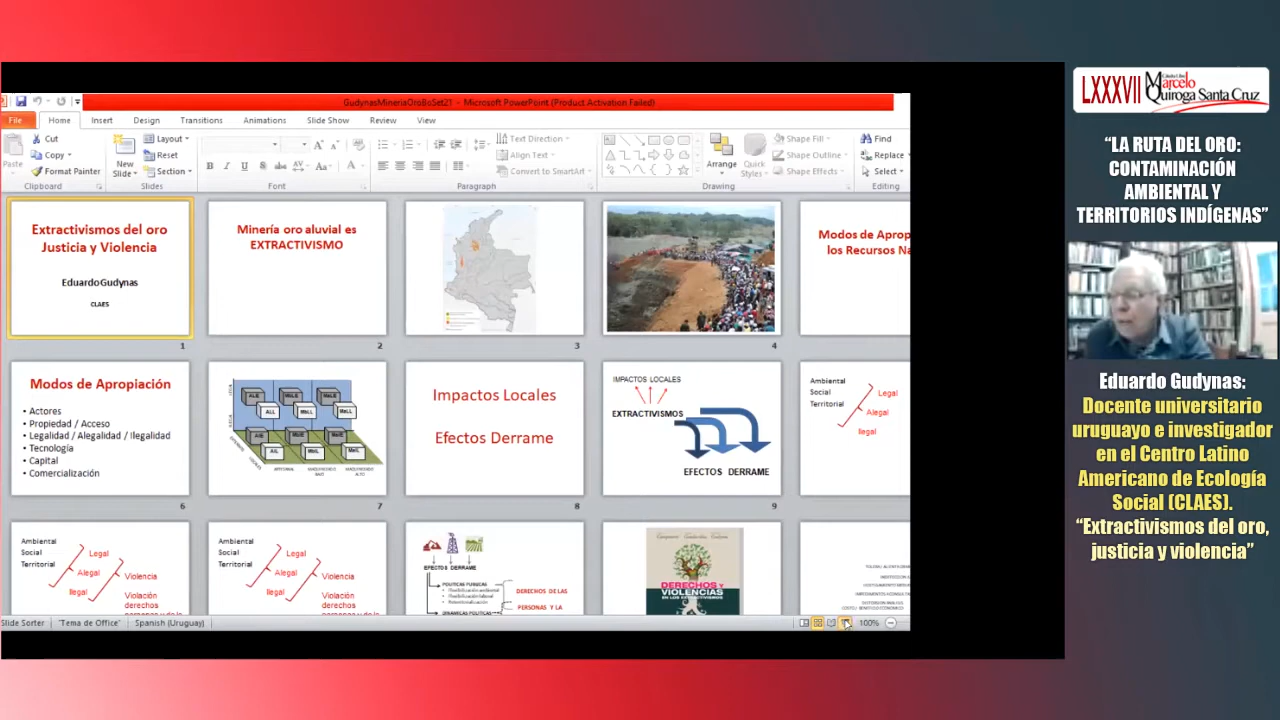 GudynasMineriaOroBoSet21 - Microsoft PowerPoint (Product Activation Failed)
File Home Insert Design Transitions Animations Slide Show Review View
Paste
Cut
Copy
Format Painter
Clipboard
New
Slide
Layout
Reset
Section
Slides
Font
Paragraph
Text Direction
Align Text
Convert to SmartArt
Arrange
Quick
Styles
Shape Fill
Shape Outline
Shape Effects
Drawing
Find
Replace
Select
Editing
Extractivismos del oro
Justicia y Violencia
EduardoGudynas
CLAES
1
Minería oro aluvial es
EXTRACTIVISMO
2
3
4
Modos de Aprop
los Recursos Na
Modos de Apropiación
• Actores
• Propiedad / Acceso
• Legalidad / Alegalidad / Ilegalidad
• Tecnología
• Capital
• Comercialización
6
7
Impactos Locales
Efectos Derrame
8
IMPACTOS LOCALES
EXTRACTIVISMOS
EFECTOS DERRAME
9
Ambiental
Social
Territorial
Legal
Alegal
Ilegal
Ambiental
Social
Territorial
Legal
Alegal
Ilegal
Violencia
Violación
derechos
Ambiental
Social
Territorial
Legal
Alegal
Ilegal
Violencia
Violación
derechos
EFECTOS DERRAME
POLITICAS PUBLICAS
DINAMICAS POLITICAS
DERECHOS DE LAS
PERSONAS Y LA
DERECHOS Y
VIOLENCIAS
Slide Sorter "Tema de Office" Spanish (Uruguay) 100%
LXXXVII Marcelo
Quiroga Santa Cruz
“LA RUTA DEL ORO:
CONTAMINACIÓN
AMBIENTAL Y
TERRITORIOS INDÍGENAS”
Eduardo Gudynas:
Docente universitario
uruguayo e investigador
en el Centro Latino
Americano de Ecología
Social (CLAES).
“Extractivismos del oro,
justicia y violencia”